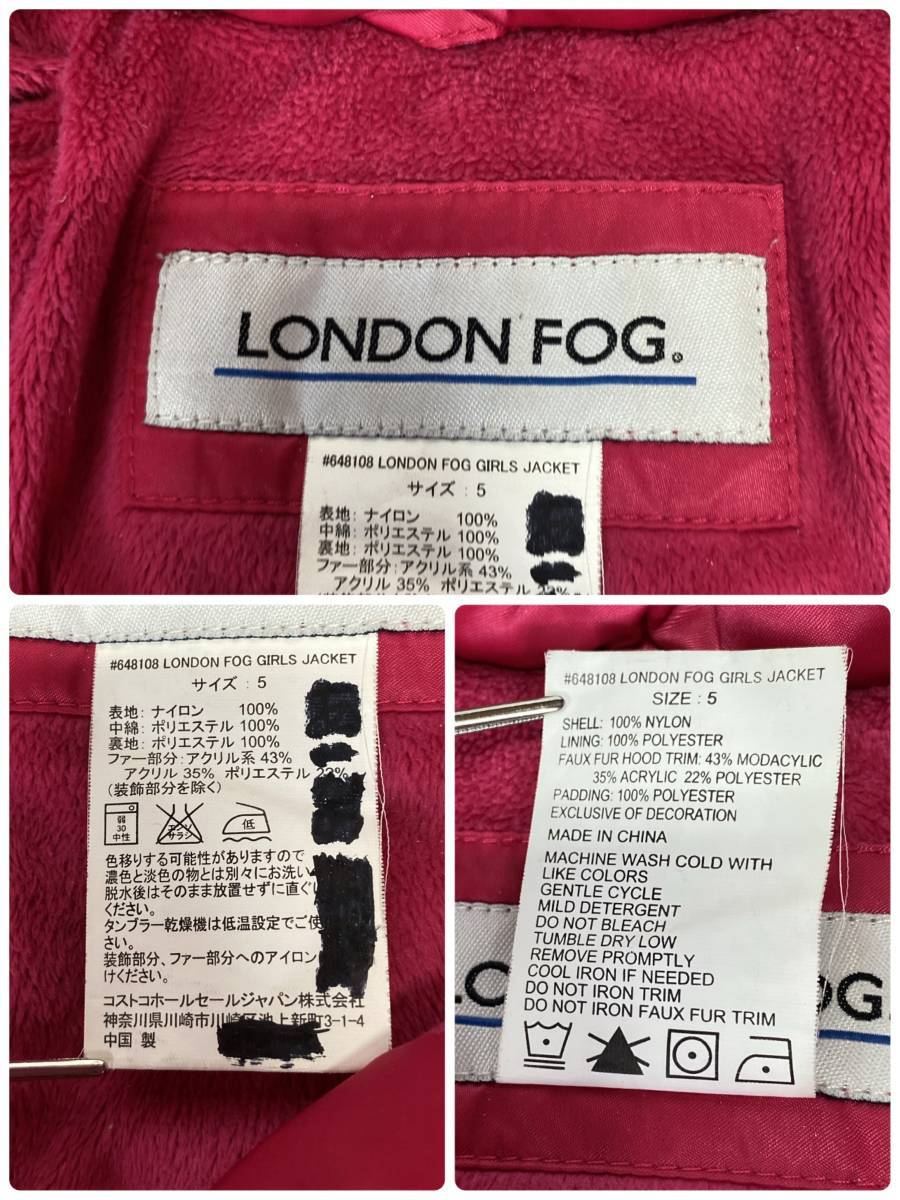 LONDON FOG.
#648108 LONDON FOG GIRLS JACKET
サイズ : 5
表地: ナイロン 100%
中綿: ポリエステル 100%
裏地: ポリエステル 100%
ファー部分: アクリル系 43%
アクリル 35% ポリエステル 22%
#648108 LONDON FOG GIRLS JACKET
サイズ : 5
表地: ナイロン 100%
中綿: ポリエステル 100%
裏地: ポリエステル 100%
ファー部分: アクリル系 43%
アクリル 35% ポリエステル 22%
(装飾部分を除く)
弱
30
中性
エンソ
サラシ
低
色移りする可能性がありますので
濃色と淡色の物とは別々にお洗い
脱水後はそのまま放置せずに直ぐ
ください。
タンブラー乾燥機は低温設定でご使
さい。
装飾部分、ファー部分へのアイロン
けください。
コストコホールセールジャパン株式会社
神奈川県川崎市川崎区池上新町3-1-4
中国 製
#648108 LONDON FOG GIRLS JACKET
SIZE : 5
SHELL: 100% NYLON
LINING: 100% POLYESTER
FAUX FUR HOOD TRIM: 43% MODACYLIC
35% ACRYLIC 22% POLYESTER
PADDING: 100% POLYESTER
EXCLUSIVE OF DECORATION
MADE IN CHINA
MACHINE WASH COLD WITH
LIKE COLORS
GENTLE CYCLE
MILD DETERGENT
DO NOT BLEACH
TUMBLE DRY LOW
REMOVE PROMPTLY
COOL IRON IF NEEDED
DO NOT IRON TRIM
DO NOT IRON FAUX FUR TRIM
LO
OG.